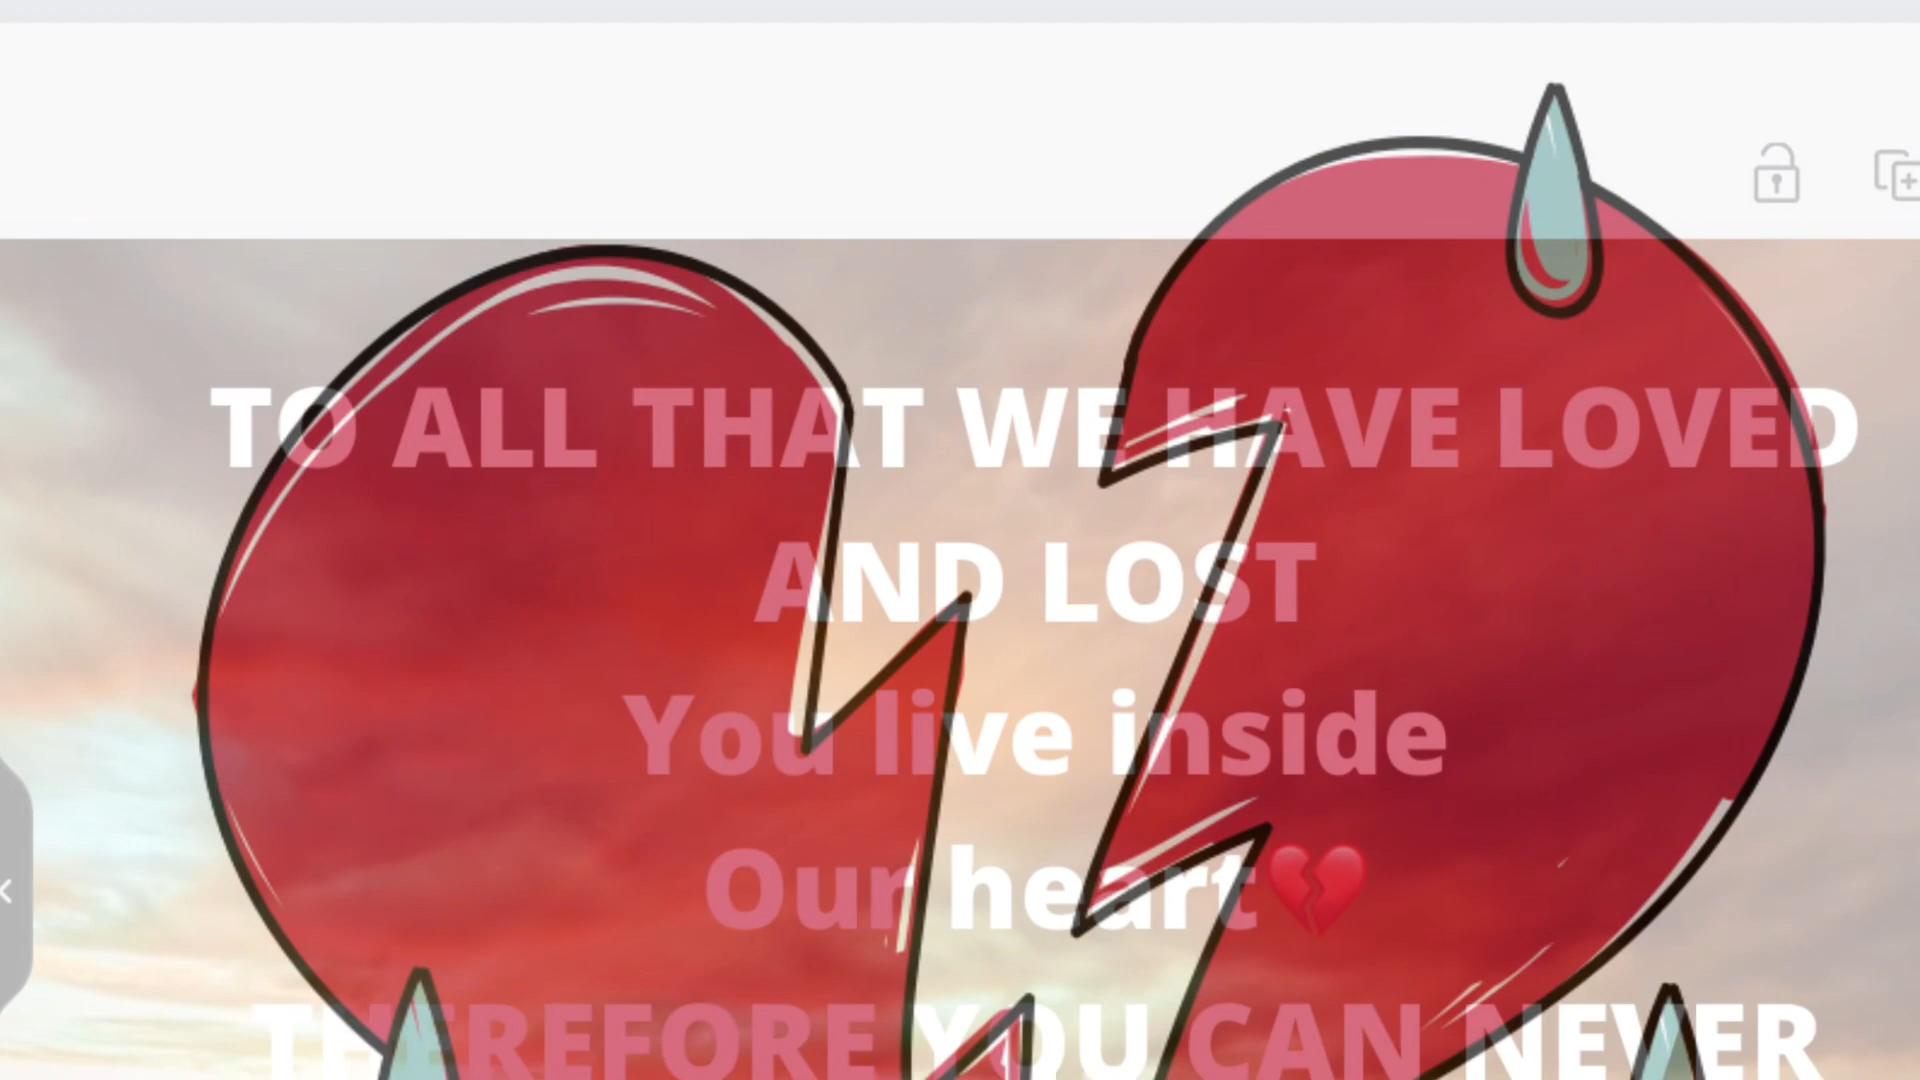 TO ALL THAT WE HAVE LOVED
AND LOST
You live inside
Our heart💔
THEREFORE YOU CAN NEVER